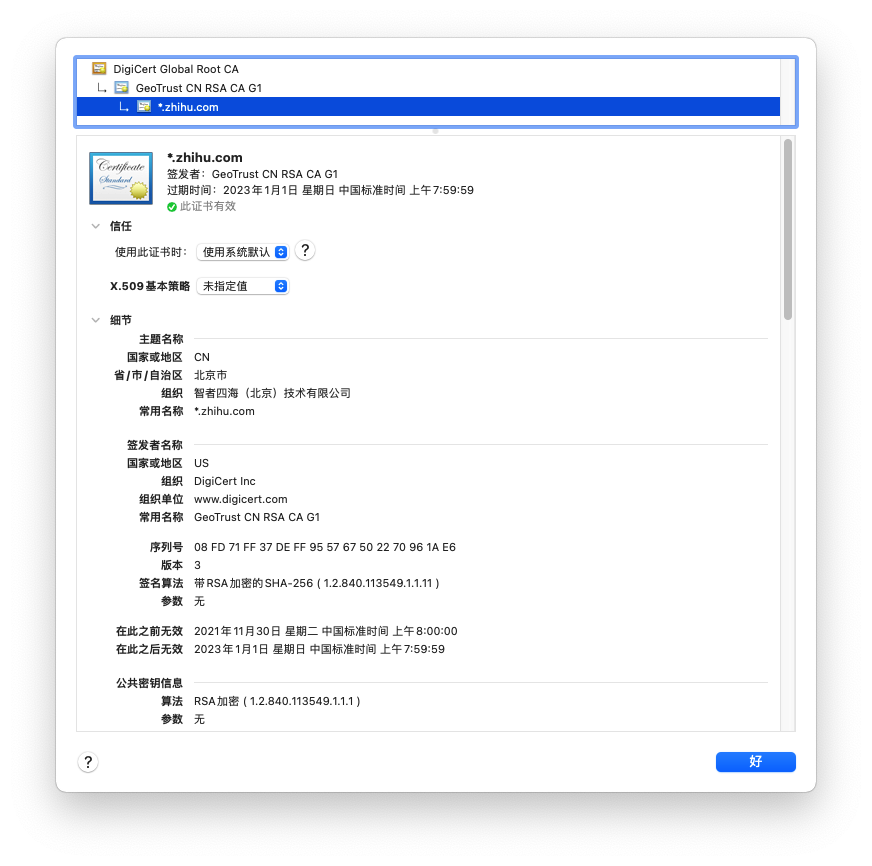 DigiCert Global Root CA
GeoTrust CN RSA CA G1
*.zhihu.com
Certificate
Standard
*.zhihu.com
签发者：GeoTrust CN RSA CA G1
过期时间：2023年1月1日 星期日 中国标准时间 上午7:59:59
此证书有效
信任
使用此证书时： 使用系统默认 ?
X.509基本策略 未指定值
细节
主题名称
国家或地区 CN
省/市/自治区 北京市
组织 智者四海（北京）技术有限公司
常用名称 *.zhihu.com
签发者名称
国家或地区 US
组织 DigiCert Inc
组织单位 www.digicert.com
常用名称 GeoTrust CN RSA CA G1
序列号 08 FD 71 FF 37 DE FF 95 57 67 50 22 70 96 1A E6
版本 3
签名算法 带RSA加密的SHA-256 ( 1.2.840.113549.1.1.11 )
参数 无
在此之前无效 2021年11月30日 星期二 中国标准时间 上午8:00:00
在此之后无效 2023年1月1日 星期日 中国标准时间 上午7:59:59
公共密钥信息
算法 RSA加密 ( 1.2.840.113549.1.1.1 )
参数 无
? 好